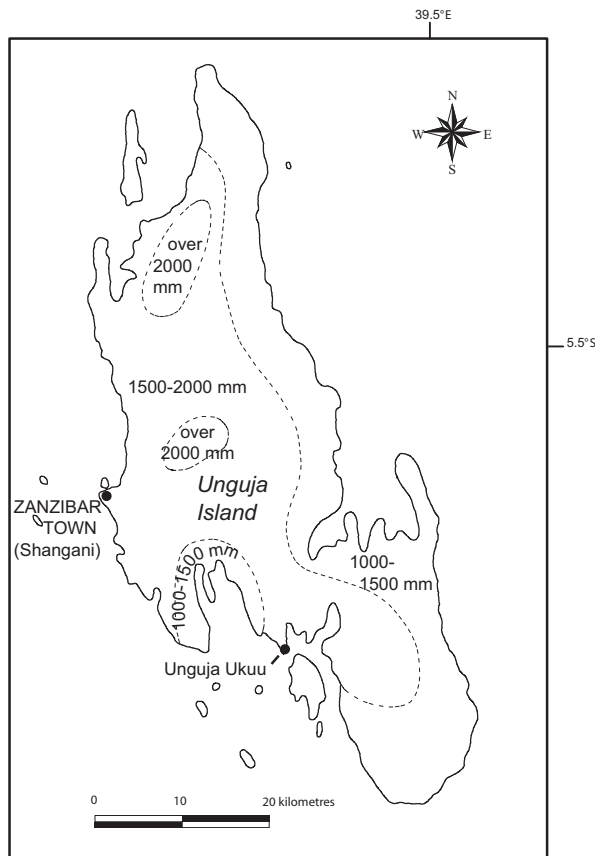 39.5°E
N
W E
S
over
2000
mm
5.5°S
1500-2000 mm
over
2000 mm
Unguja
Island
ZANZIBAR
TOWN
(Shangani)
1000-1500 mm
1000-
1500 mm
Unguja Ukuu
0 10 20 kilometres